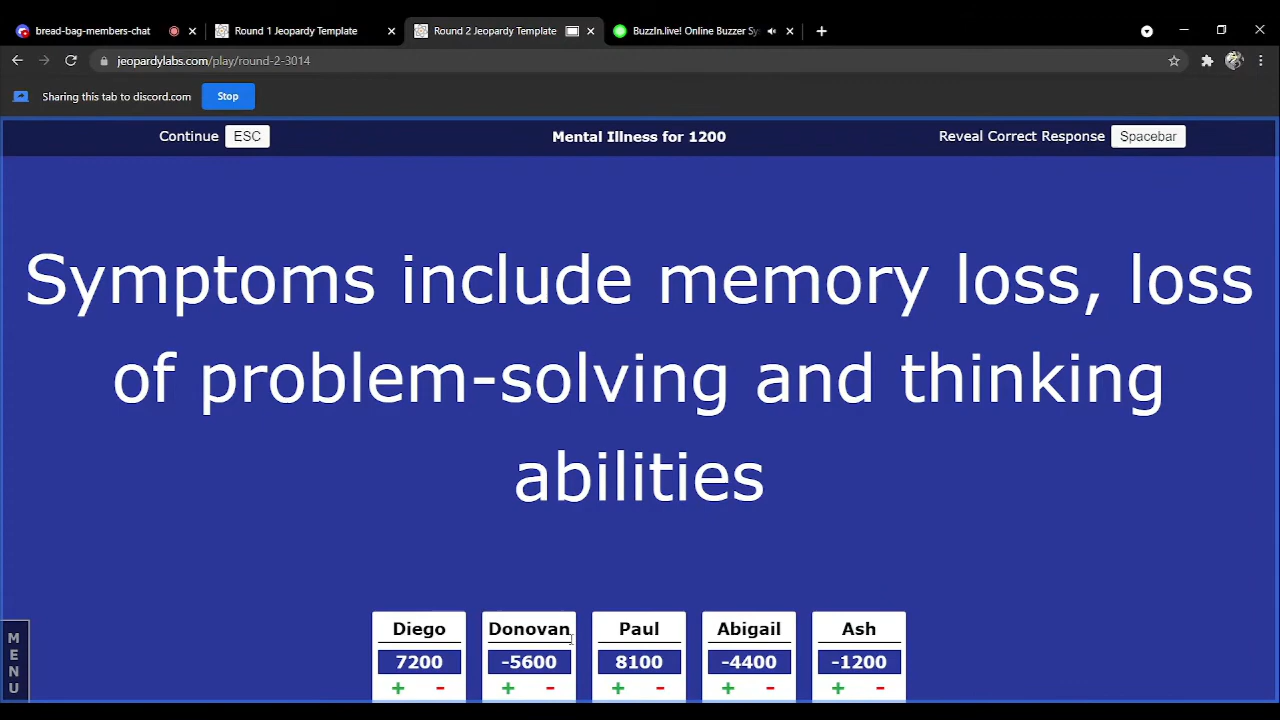 bread-bag-members-chat
Round 1 Jeopardy Template
Round 2 Jeopardy Template
BuzzIn.live! Online Buzzer Sy
jeopardylabs.com/play/round-2-3014
Sharing this tab to discord.com
Stop
Continue ESC
Mental Illness for 1200
Reveal Correct Response Spacebar
Symptoms include memory loss, loss
of problem-solving and thinking
abilities
MENU
Diego Donovan Paul Abigail Ash
7200 -5600 8100 -4400 -1200
+ - + - + - + - + -